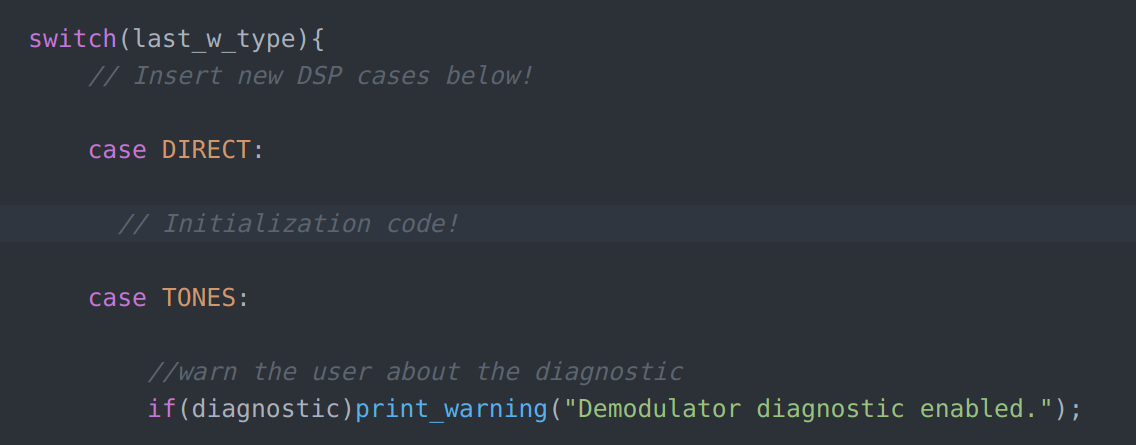 switch(last_w_type){
// Insert new DSP cases below!
case DIRECT:
// Initialization code!
case TONES:
//warn the user about the diagnostic
if(diagnostic)print_warning("Demodulator diagnostic enabled.");